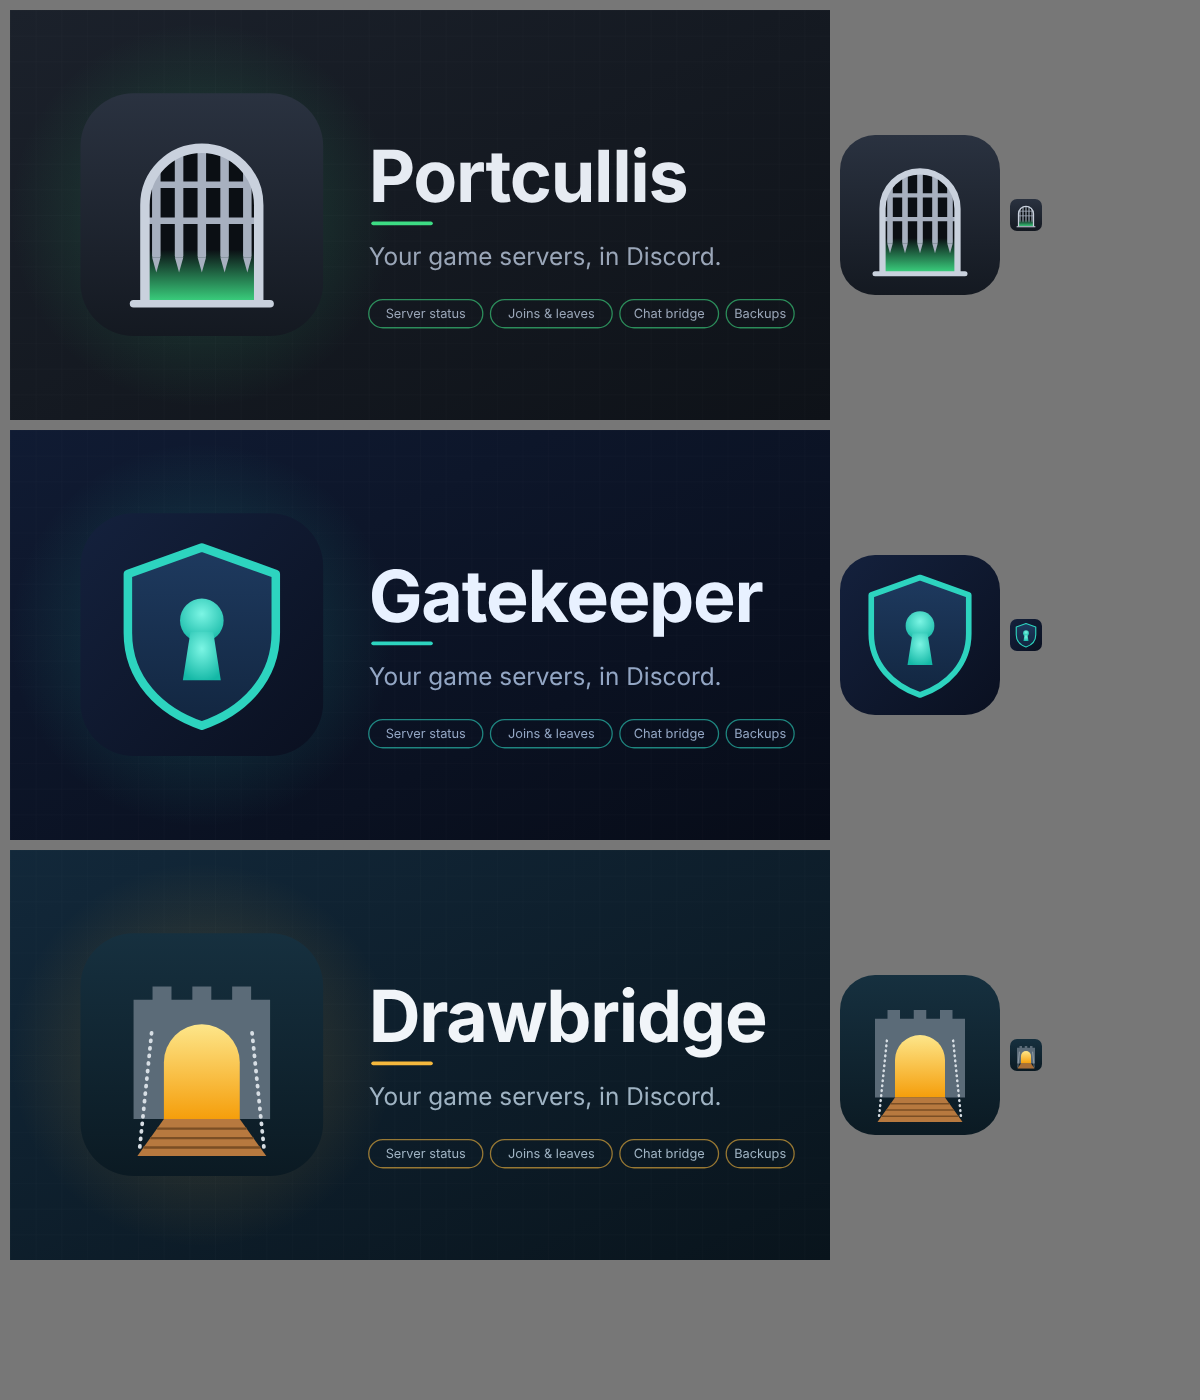 Portcullis
Your game servers, in Discord.
Server status Joins & leaves Chat bridge Backups
Gatekeeper
Your game servers, in Discord.
Server status Joins & leaves Chat bridge Backups
Drawbridge
Your game servers, in Discord.
Server status Joins & leaves Chat bridge Backups